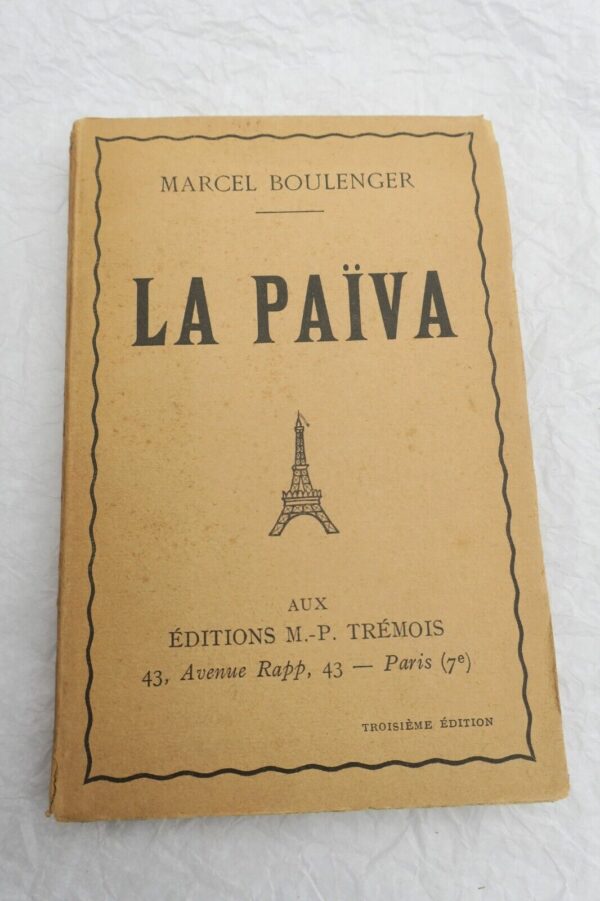 MARCEL BOULENGER
LA PAÏVA
AUX
ÉDITIONS M.-P. TRÉMOIS
43, Avenue Rapp, 43 — Paris (7e)
TROISIÈME ÉDITION